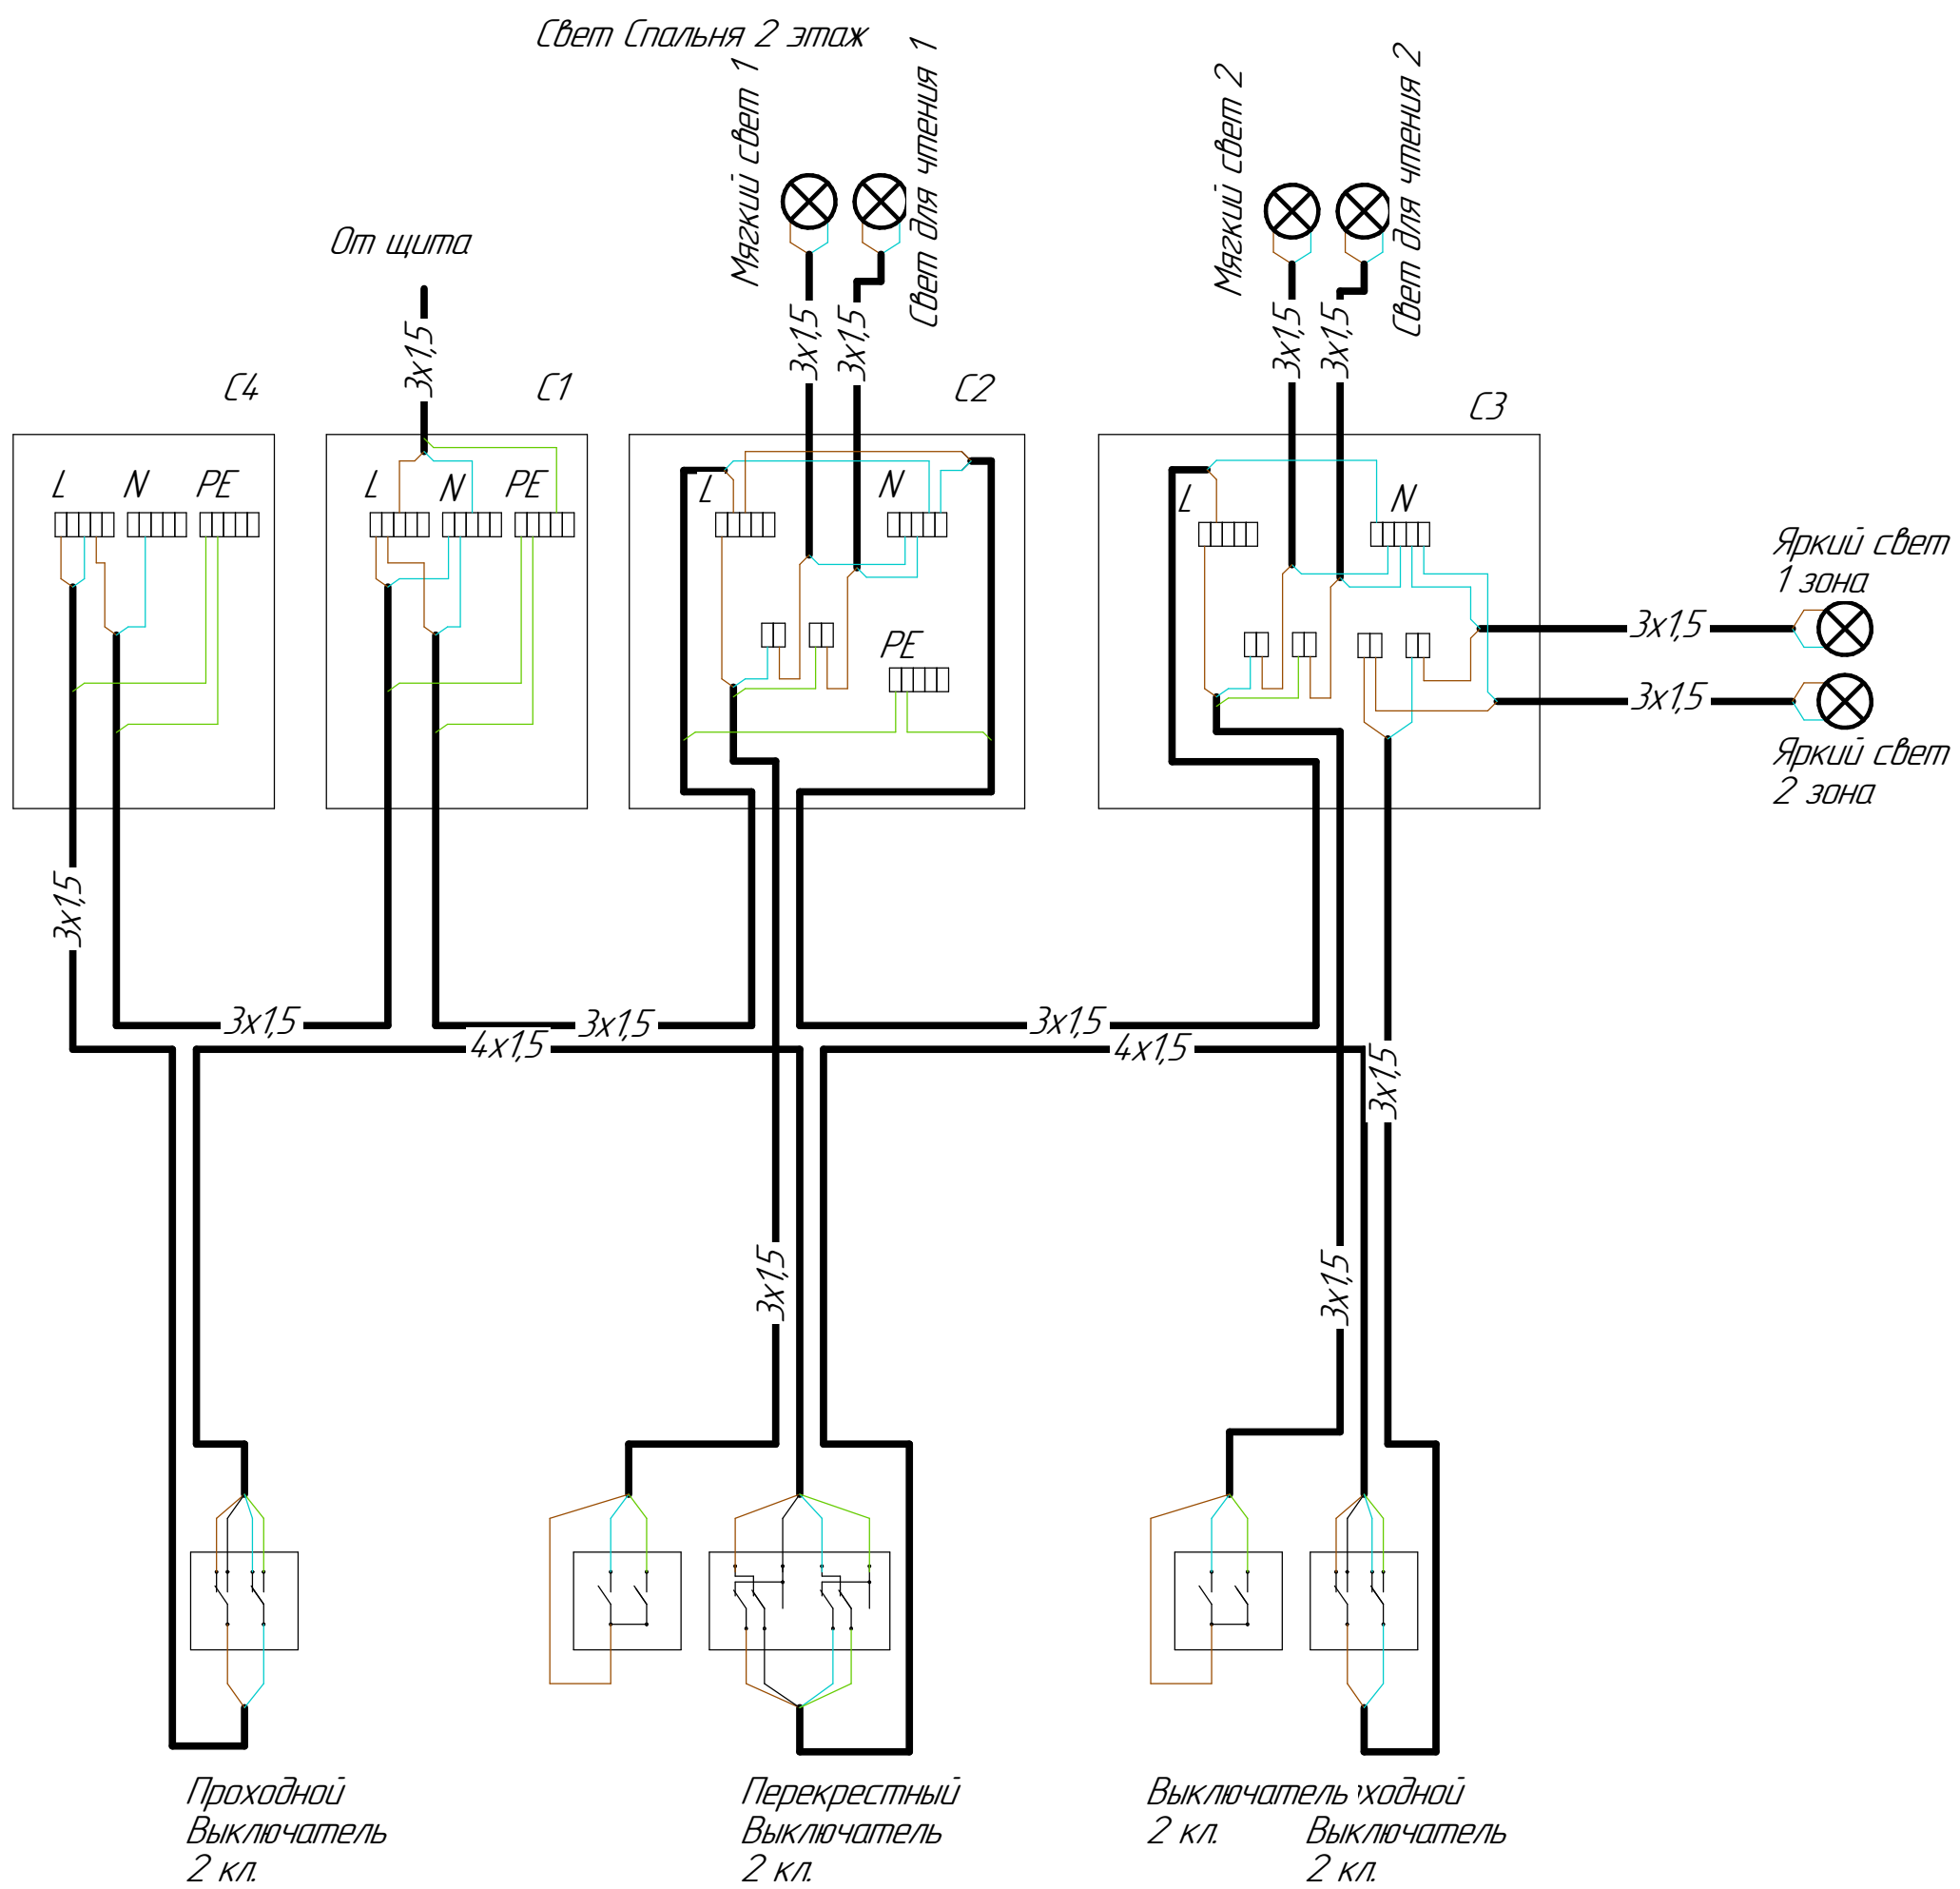 Свет Спальня 2 этаж
Мягкий свет 1
Свет для чтения 1
Мягкий свет 2
Свет для чтения 2
От щита
3х1,5
3х1,5
3х1,5
3х1,5
3х1,5
С4
С1
С2
С3
L N PE
L N PE
L N
PE
L N
Яркий свет
1 зона
3х1,5
3х1,5
Яркий свет
2 зона
3х1,5
3х1,5
3х1,5
3х1,5
4х1,5
4х1,5
3х1,5
3х1,5
3х1,5
Проходной
Выключатель
2 кл.
Перекрестный
Выключатель
2 кл.
Выключатель
2 кл.
ходной
Выключатель
2 кл.